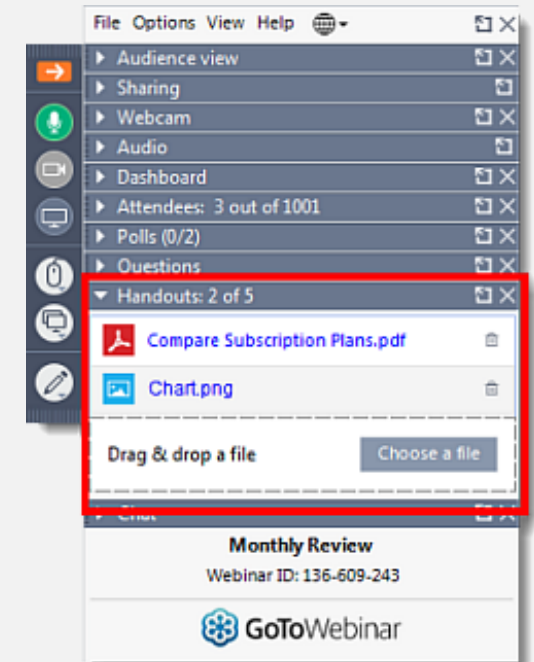 File Options View Help
Audience view
Sharing
Webcam
Audio
Dashboard
Attendees: 3 out of 1001
Polls (0/2)
Questions
Handouts: 2 of 5
Compare Subscription Plans.pdf
Chart.png
Drag & drop a file Choose a file
Chat
Monthly Review
Webinar ID: 136-609-243
GoToWebinar